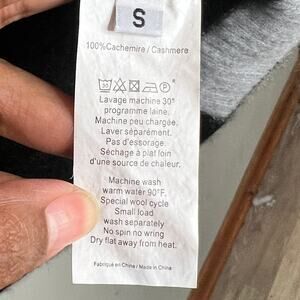 S
100%Cachemire / Cashmere
30
P
Lavage machine 30°
programme laine.
Machine peu chargée.
Laver séparément.
Pas d'essorage.
Séchage à plat loin
d'une source de chaleur.
Machine wash
warm water 90°F.
Special wool cycle
Small load
wash separately
No spin no wring
Dry flat away from heat.
Fabriqué en Chine / Made in China